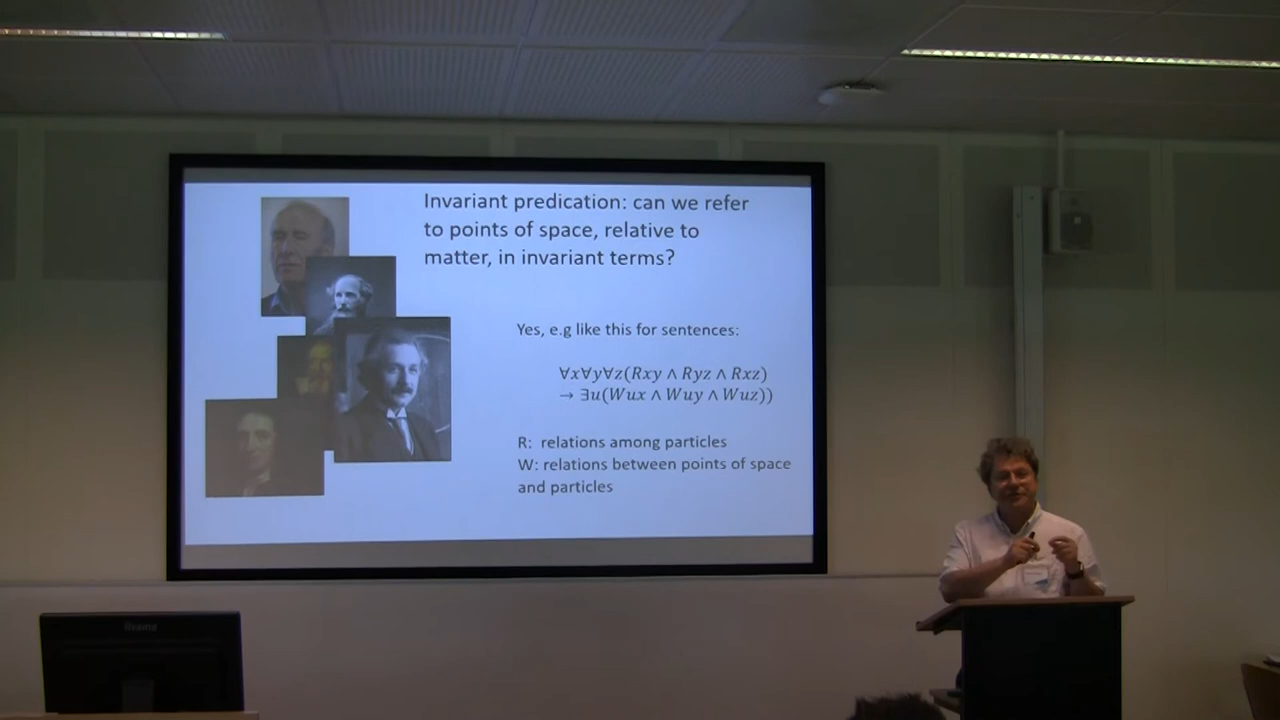 Invariant predication: can we refer
to points of space, relative to
matter, in invariant terms?
Yes, e.g like this for sentences:
∀x∀y∀z(Rxy ∧ Ryz ∧ Rxz)
→ ∃u(Wux ∧ Wuy ∧ Wuz))
R: relations among particles
W: relations between points of space
and particles
iiyama